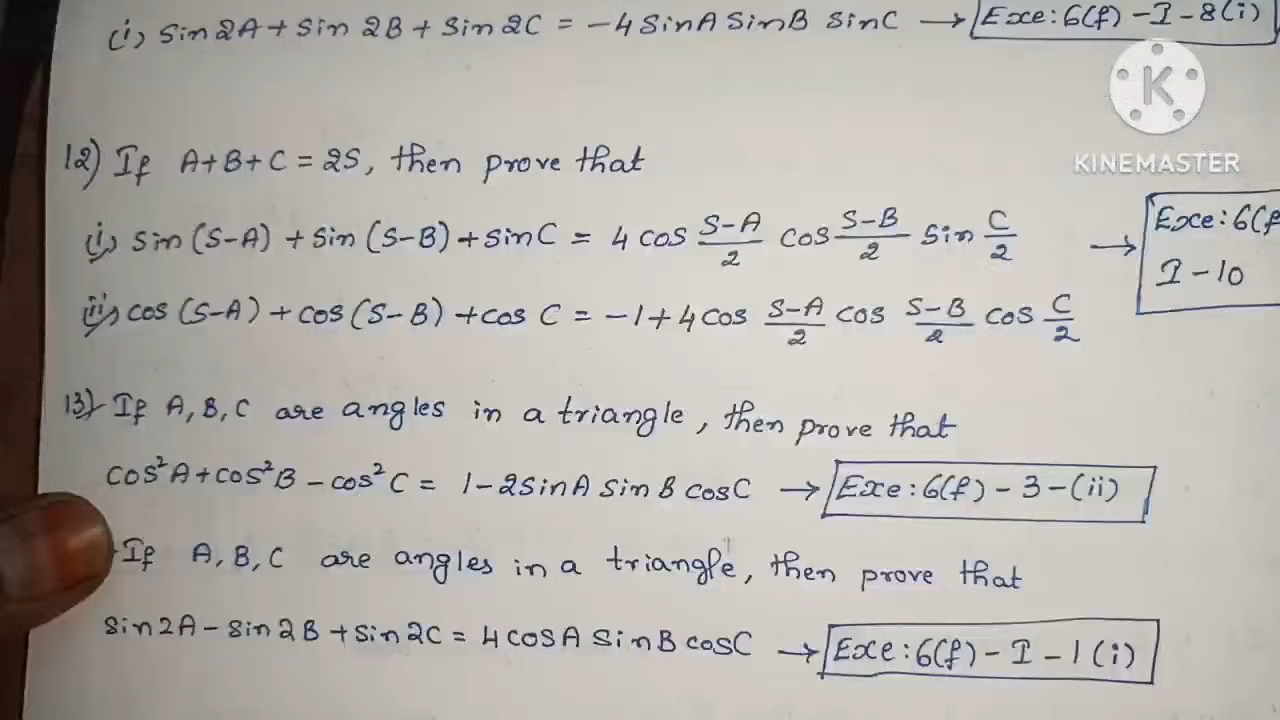 (i) Sin2A + Sin 2B + Sin 2C = -4 SinA SinB SinC → Exe: 6(f) - I - 8(i)
K
KINEMASTER
12) If A+B+C = 2S, then prove that
(i) Sin (S-A) + Sin (S-B) + SinC = 4 cos (S-A)/2 cos (S-B)/2 Sin C/2 → Exe: 6(f
I - 10
(ii) cos (S-A) + cos (S-B) + cos C = -1 + 4 cos (S-A)/2 cos (S-B)/2 cos C/2
13) If A, B, C are angles in a triangle, then prove that
cos²A + cos²B - cos²C = 1 - 2SinA SinB cosC → Exe: 6(f) - 3 - (ii)
If A, B, C are angles in a triangle, then prove that
Sin2A - Sin2B + Sin2C = 4cosA SinB cosC → Exe: 6(f) - I - 1(i)